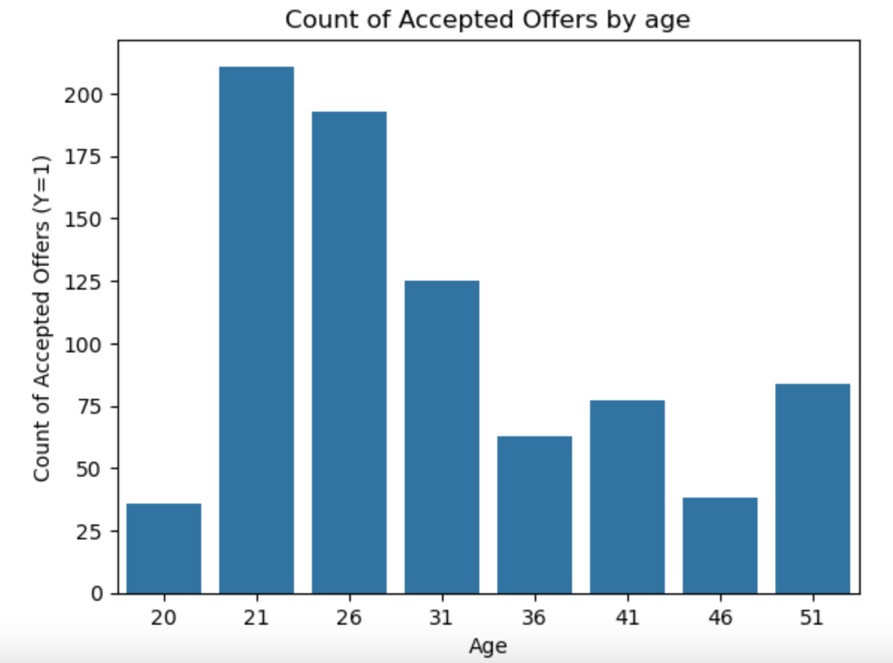 Count of Accepted Offers by age
Count of Accepted Offers (Y=1)
200
175
150
125
100
75
50
25
0
20 21 26 31 36 41 46 51
Age